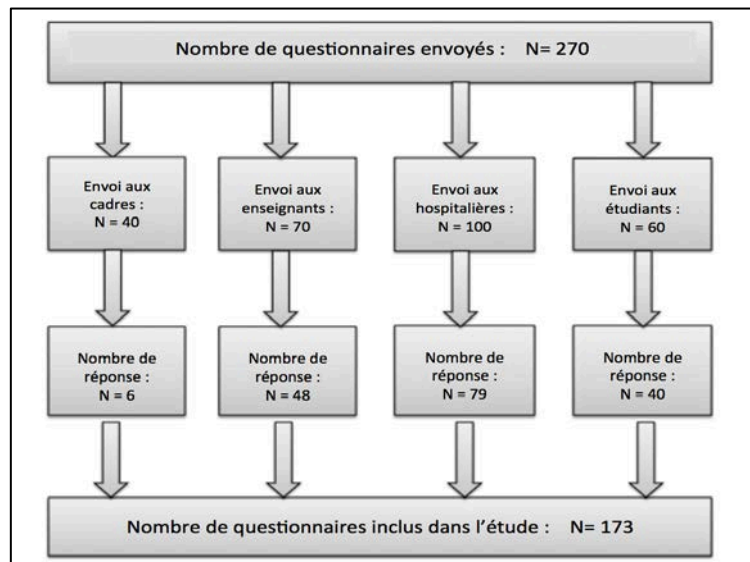 Nombre de questionnaires envoyés : N= 270
Envoi aux
cadres :
N = 40
Envoi aux
enseignants :
N = 70
Envoi aux
hospitalières :
N = 100
Envoi aux
étudiants :
N = 60
Nombre de
réponse :
N = 6
Nombre de
réponse :
N = 48
Nombre de
réponse :
N = 79
Nombre de
réponse :
N = 40
Nombre de questionnaires inclus dans l'étude : N= 173